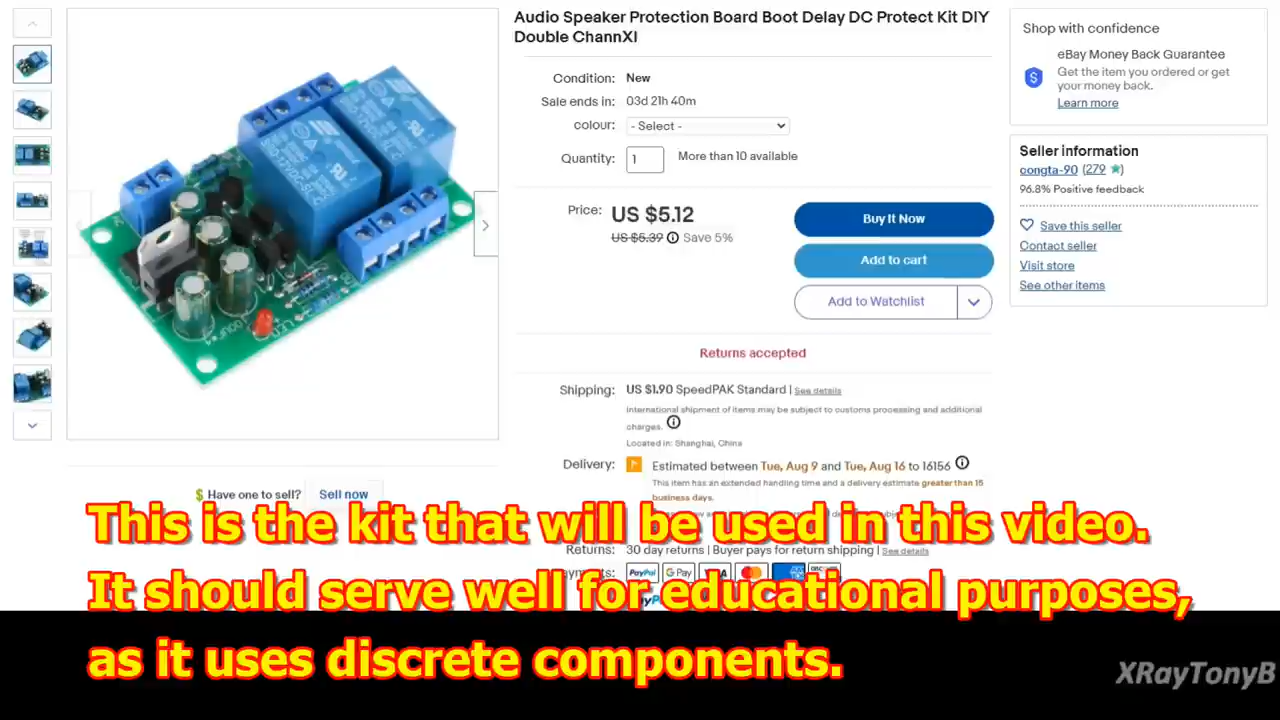 Audio Speaker Protection Board Boot Delay DC Protect Kit DIY
Double ChannXl
Condition: New
Sale ends in: 03d 21h 40m
colour: - Select -
Quantity: 1 More than 10 available
Price: US $5.12
US $5.39 Save 5%
Buy It Now
Add to cart
Add to Watchlist
Returns accepted
Shipping: US $1.90 SpeedPAK Standard | See details
International shipment of items may be subject to customs processing and additional
charges.
Located in: Shanghai, China
Delivery: Estimated between Tue, Aug 9 and Tue, Aug 16 to 16156
This item has an extended handling time and a delivery estimate greater than 15
business days.
Returns: 30 day returns | Buyer pays for return shipping | See details
PayPal G Pay VISA
Shop with confidence
eBay Money Back Guarantee
Get the item you ordered or get
your money back.
Learn more
Seller information
congta-90 (279)
96.8% Positive feedback
Save this seller
Contact seller
Visit store
See other items
Have one to sell? Sell now
This is the kit that will be used in this video.
It should serve well for educational purposes,
as it uses discrete components.
XRayTonyB